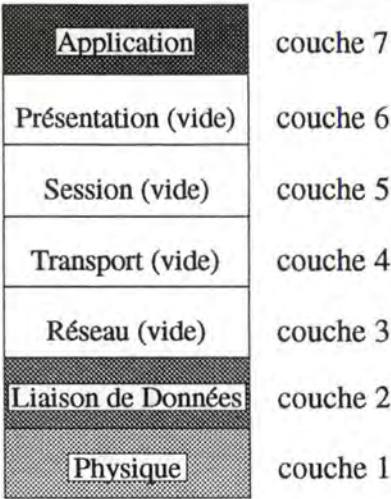 Application couche 7
Présentation (vide) couche 6
Session (vide) couche 5
Transport (vide) couche 4
Réseau (vide) couche 3
Liaison de Données couche 2
Physique couche 1